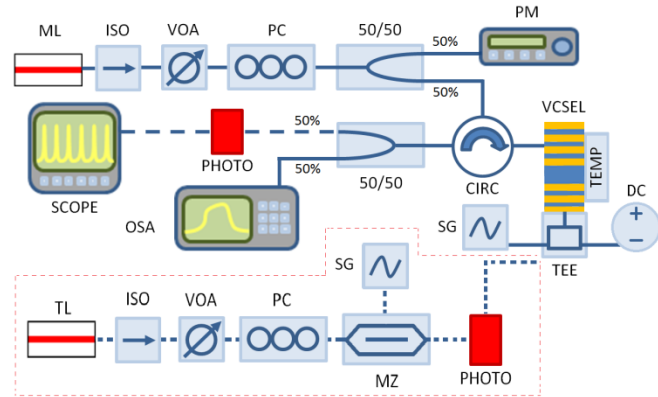 ML
ISO
VOA
PC
50/50
50%
PM
50%
VCSEL
TEMP
SCOPE
PHOTO
50%
50%
50/50
CIRC
OSA
SG
DC
TEE
SG
TL
ISO
VOA
PC
MZ
PHOTO